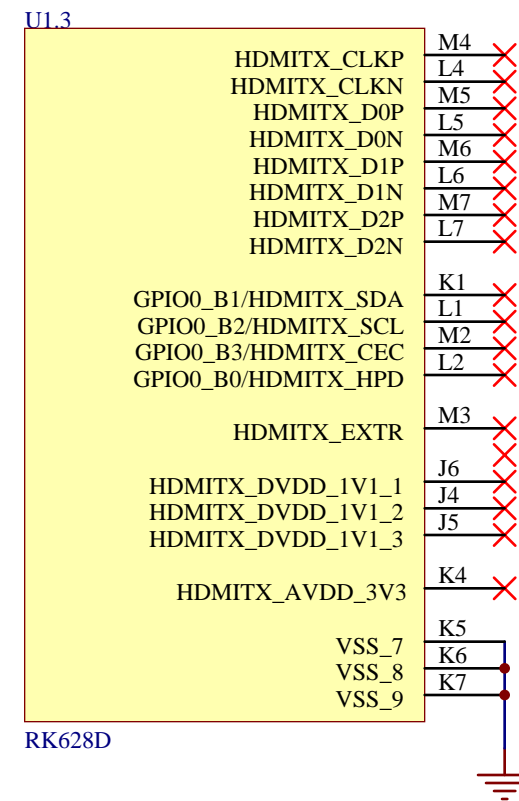 U1.3
HDMITX_CLKP M4
HDMITX_CLKN L4
HDMITX_D0P M5
HDMITX_D0N L5
HDMITX_D1P M6
HDMITX_D1N L6
HDMITX_D2P M7
HDMITX_D2N L7
GPIO0_B1/HDMITX_SDA K1
GPIO0_B2/HDMITX_SCL L1
GPIO0_B3/HDMITX_CEC M2
GPIO0_B0/HDMITX_HPD L2
HDMITX_EXTR M3
HDMITX_DVDD_1V1_1 J6
HDMITX_DVDD_1V1_2 J4
HDMITX_DVDD_1V1_3 J5
HDMITX_AVDD_3V3 K4
VSS_7 K5
VSS_8 K6
VSS_9 K7
RK628D